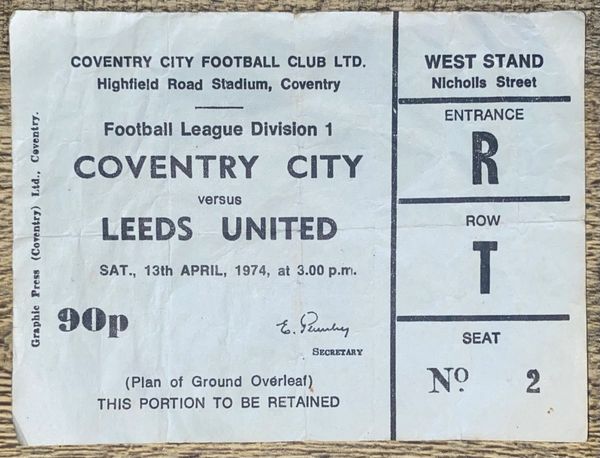 COVENTRY CITY FOOTBALL CLUB LTD.
Highfield Road Stadium, Coventry
Football League Division 1
COVENTRY CITY
versus
LEEDS UNITED
SAT., 13th APRIL, 1974, at 3.00 p.m.
90p
SECRETARY
(Plan of Ground Overleaf)
THIS PORTION TO BE RETAINED
Graphic Press (Coventry) Ltd., Coventry.
WEST STAND
Nicholls Street
ENTRANCE
R
ROW
T
SEAT
Nº 2